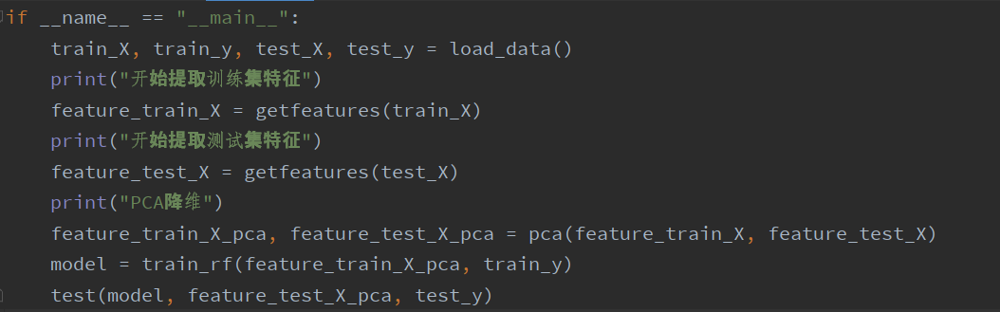 if __name__ == "__main__":
    train_X, train_y, test_X, test_y = load_data()
    print("开始提取训练集特征")
    feature_train_X = getfeatures(train_X)
    print("开始提取测试集特征")
    feature_test_X = getfeatures(test_X)
    print("PCA降维")
    feature_train_X_pca, feature_test_X_pca = pca(feature_train_X, feature_test_X)
    model = train_rf(feature_train_X_pca, train_y)
    test(model, feature_test_X_pca, test_y)